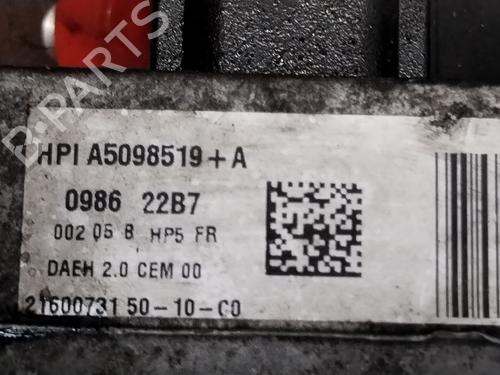 B-PARTS
HPI A5098519+A
0986 22B7
002 05 B HP5 FR
DAEH 2.0 CEM 00
21600731 50-10-C0